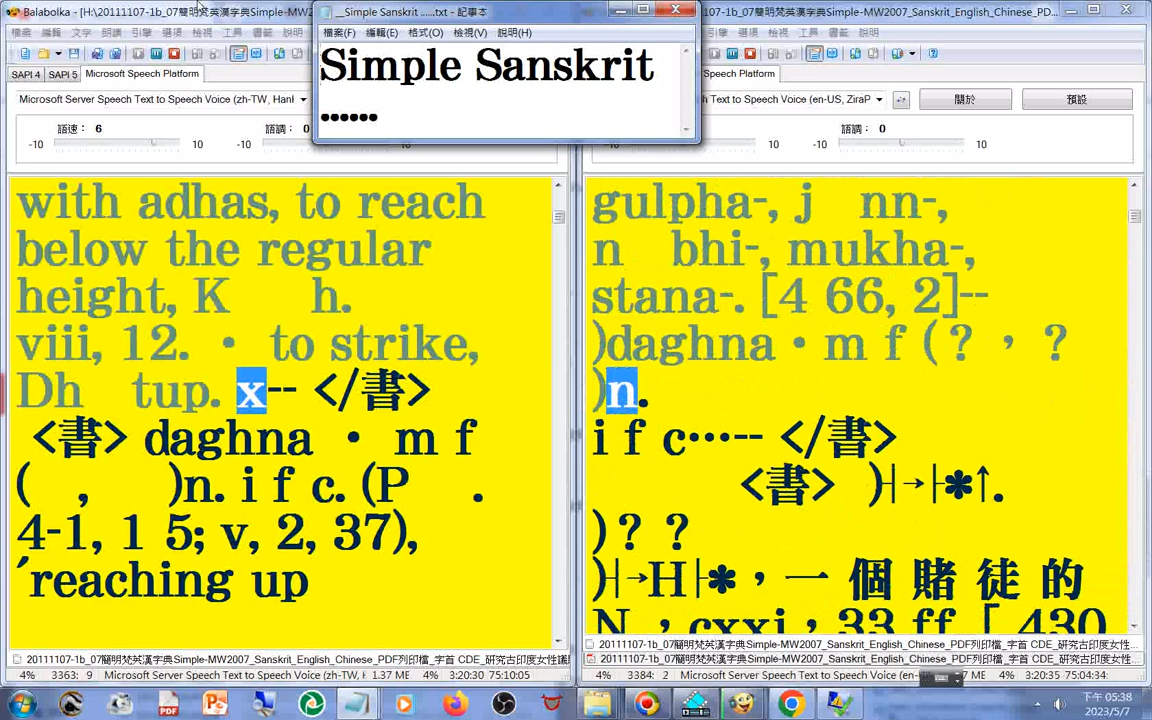 Balabolka - [H:\20111107-1b_07簡明梵英漢字典Simple-MW2
__Simple Sanskrit ......txt - 記事本
07簡明梵英漢字典Simple-MW2007_Sanskrit_English_Chinese_PD...
檔案(F) 編輯(E) 格式(O) 檢視(V) 說明(H)
檔案 編輯 文字 朗讀 引擎 選項 工具 書籤 說明
引擎 選項 工具 書籤 說明
Simple Sanskrit
••••••
SAPI 4 SAPI 5 Microsoft Speech Platform
Speech Platform
Microsoft Server Speech Text to Speech Voice (zh-TW, HanH
h Text to Speech Voice (en-US, ZiraP
關於
預設
語速: 6
語調: 0
語調: 0
-10 10 -10
-10 10
with adhas, to reach
below the regular
height, K h.
viii, 12. • to strike,
Dh tup. x-- </書>
<書> daghna • m f
( , )n. i f c. (P .
4-1, 1 5; v, 2, 37),
´reaching up
gulpha-, j nn-,
n bhi-, mukha-,
stana-. [4 66, 2]--
)daghna • m f (?,?
)n.
i f c…-- </書>
<書> )┤→├✽↑.
)? ?
)┤→H├✽,一 個 賭 徒 的
N., cxxi, 33 ff [ 430
20111107-1b_07簡明梵英漢字典Simple-MW2007_Sanskrit_English_Chinese_PDF列印檔_字首 CDE_研究古印度女性議
20111107-1b_07簡明梵英漢字典Simple-MW2007_Sanskrit_English_Chinese_PDF列印檔_字首 CDE_研究古印度女性
20111107-1b_07簡明梵英漢字典Simple-MW2007_Sanskrit_English_Chinese_PDF列印檔_字首 CDE_研究古印度女性...
4% 3363: 9 Microsoft Server Speech Text to Speech Voice (zh-TW, H 1.37 ME 4% 3:20:30 75:10:05
4% 3384: 2 Microsoft Server Speech Text to Speech Voice ME 4% 3:20:35 75:04:34
下午 05:38
2023/5/7